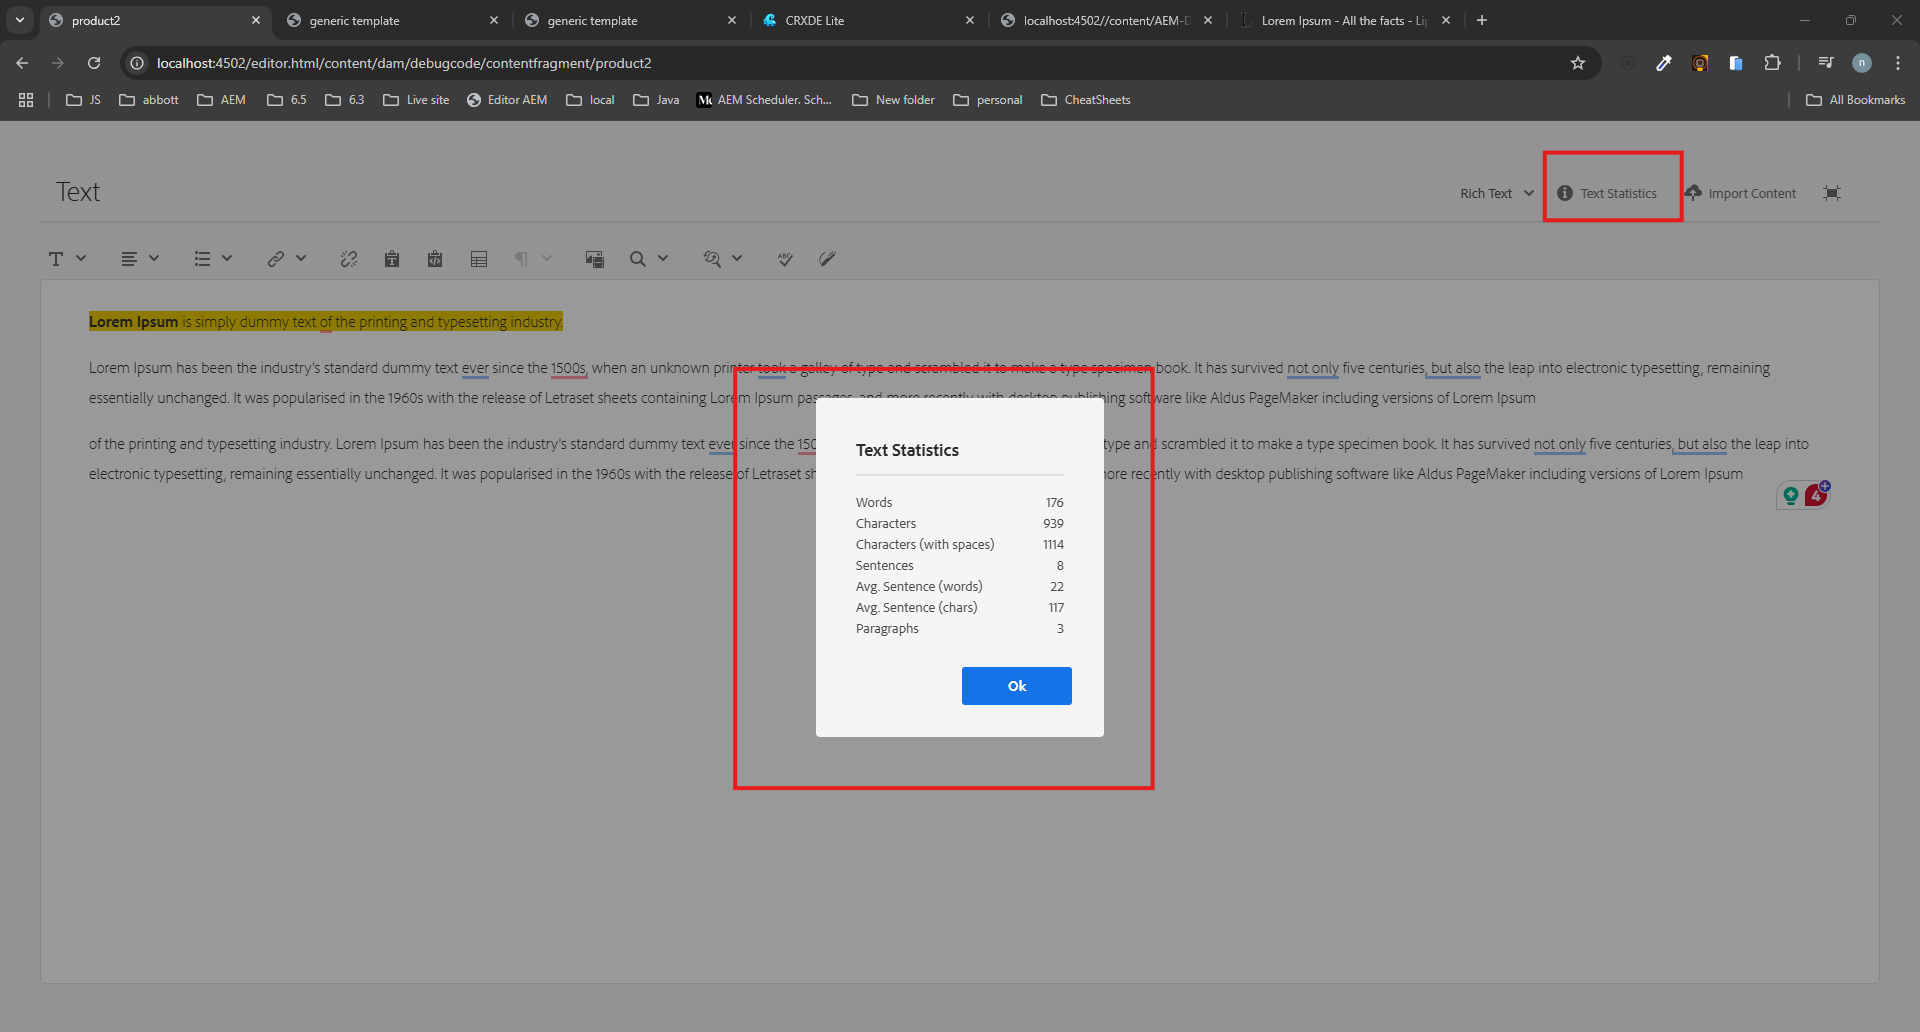 product2
generic template
generic template
CRXDE Lite
localhost:4502//content/AEM-D
Lorem Ipsum - All the facts - Lip
localhost:4502/editor.html/content/dam/debugcode/contentfragment/product2
n
JS
abbott
AEM
6.5
6.3
Live site
Editor AEM
local
Java
AEM Scheduler. Sch...
New folder
personal
CheatSheets
All Bookmarks
Text
Rich Text
Text Statistics
Import Content
ABC
Lorem Ipsum is simply dummy text of the printing and typesetting industry.
Lorem Ipsum has been the industry's standard dummy text ever since the 1500s, when an unknown printer took a galley of type and scrambled it to make a type specimen book. It has survived not only five centuries, but also the leap into electronic typesetting, remaining
essentially unchanged. It was popularised in the 1960s with the release of Letraset sheets containing Lorem Ipsum passages, and more recently with desktop publishing software like Aldus PageMaker including versions of Lorem Ipsum
of the printing and typesetting industry. Lorem Ipsum has been the industry's standard dummy text ever since the 150 type and scrambled it to make a type specimen book. It has survived not only five centuries, but also the leap into
electronic typesetting, remaining essentially unchanged. It was popularised in the 1960s with the release of Letraset sh ore recently with desktop publishing software like Aldus PageMaker including versions of Lorem Ipsum
4
Text Statistics
Words 176
Characters 939
Characters (with spaces) 1114
Sentences 8
Avg. Sentence (words) 22
Avg. Sentence (chars) 117
Paragraphs 3
Ok